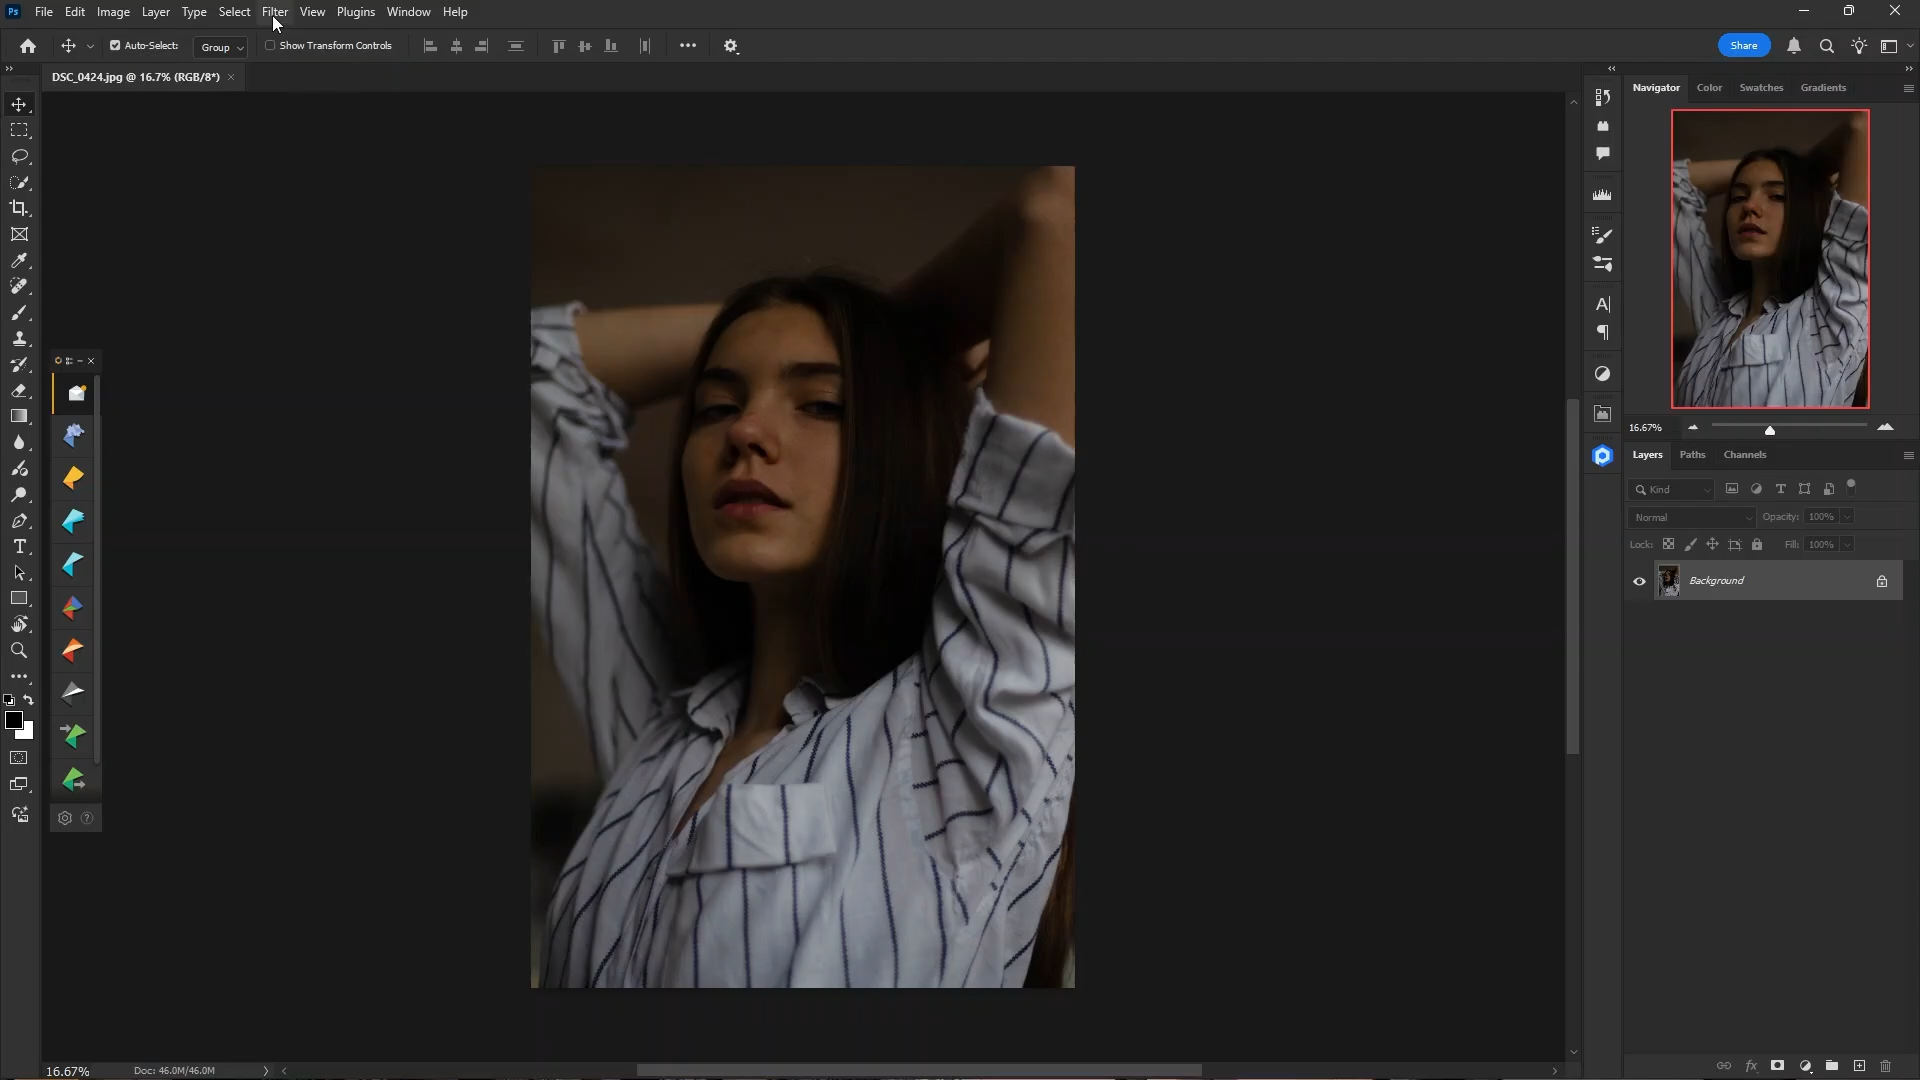 Ps File Edit Image Layer Type Select Filter View Plugins Window Help
Auto-Select: Group Show Transform Controls Share
DSC_0424.jpg @ 16.7% (RGB/8*)
Navigator Color Swatches Gradients
16.67%
Layers Paths Channels
Kind
Normal Opacity: 100%
Lock: Fill: 100%
Background
16.67% Doc: 46.0M/46.0M